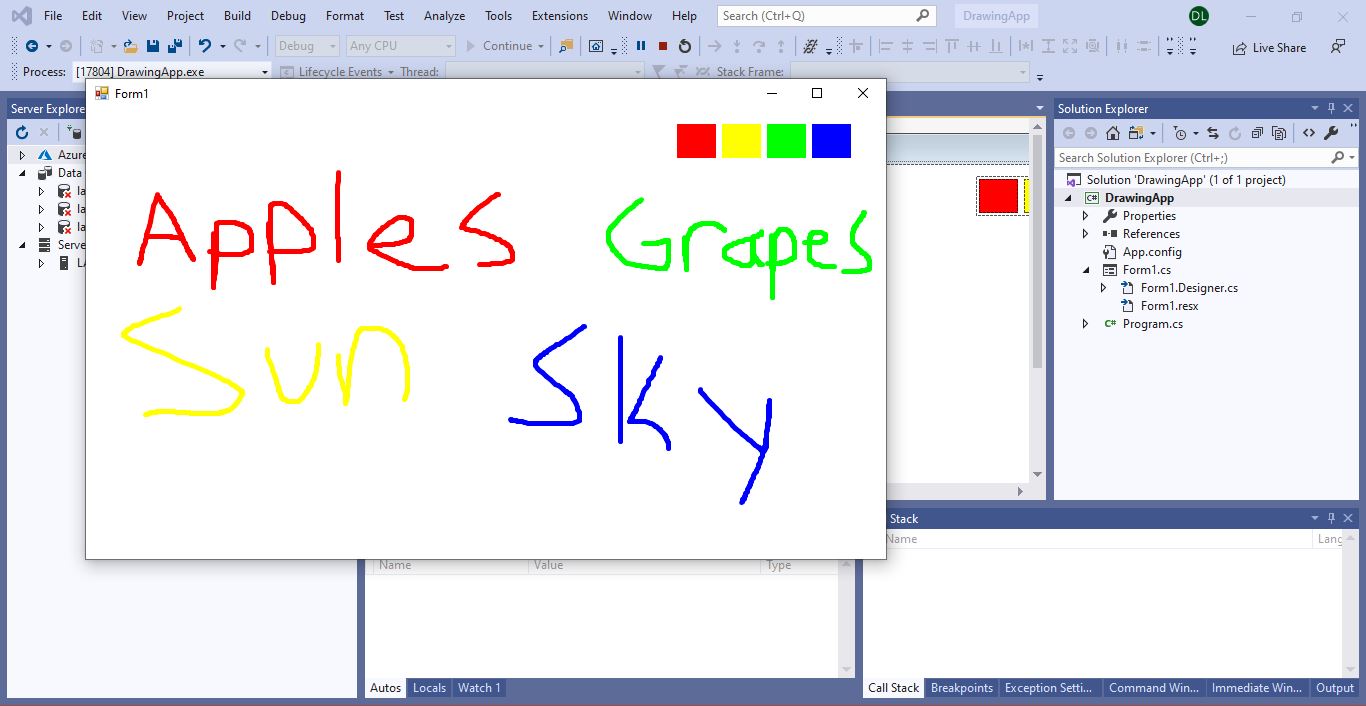 File Edit View Project Build Debug Format Test Analyze Tools Extensions Window Help Search (Ctrl+Q) DrawingApp DL
Debug Any CPU Continue Live Share
Process: [17804] DrawingApp.exe Lifecycle Events Thread: Stack Frame:
Form1
Server Explore
Azure
Data
la
la
la
Serve
LA
Apples Grapes
Sun Sky
Solution Explorer
Search Solution Explorer (Ctrl+;)
Solution 'DrawingApp' (1 of 1 project)
DrawingApp
Properties
References
App.config
Form1.cs
Form1.Designer.cs
Form1.resx
Program.cs
Name Value Type
Autos Locals Watch 1
Stack
Name Lang
Call Stack Breakpoints Exception Setti... Command Win... Immediate Win... Output